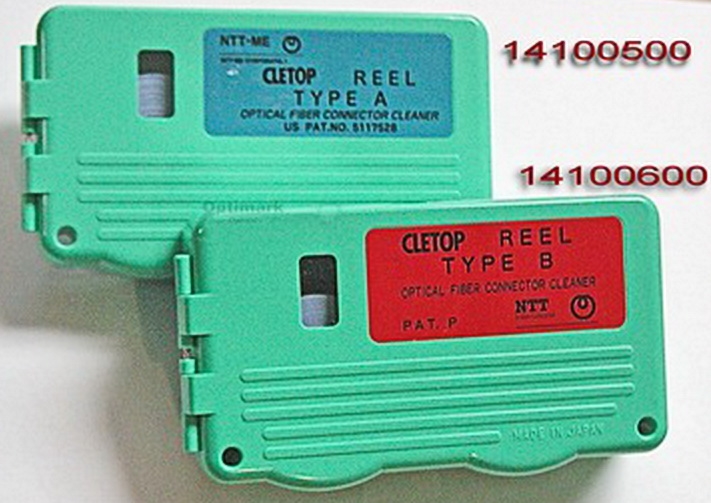 NTT-ME
CLETOP REEL
TYPE A
OPTICAL FIBER CONNECTOR CLEANER
US PAT.NO. 5117528
14100500
14100600
Optimark
CLETOP REEL
TYPE B
OPTICAL FIBER CONNECTOR CLEANER
NTT
PAT. P
MADE IN JAPAN